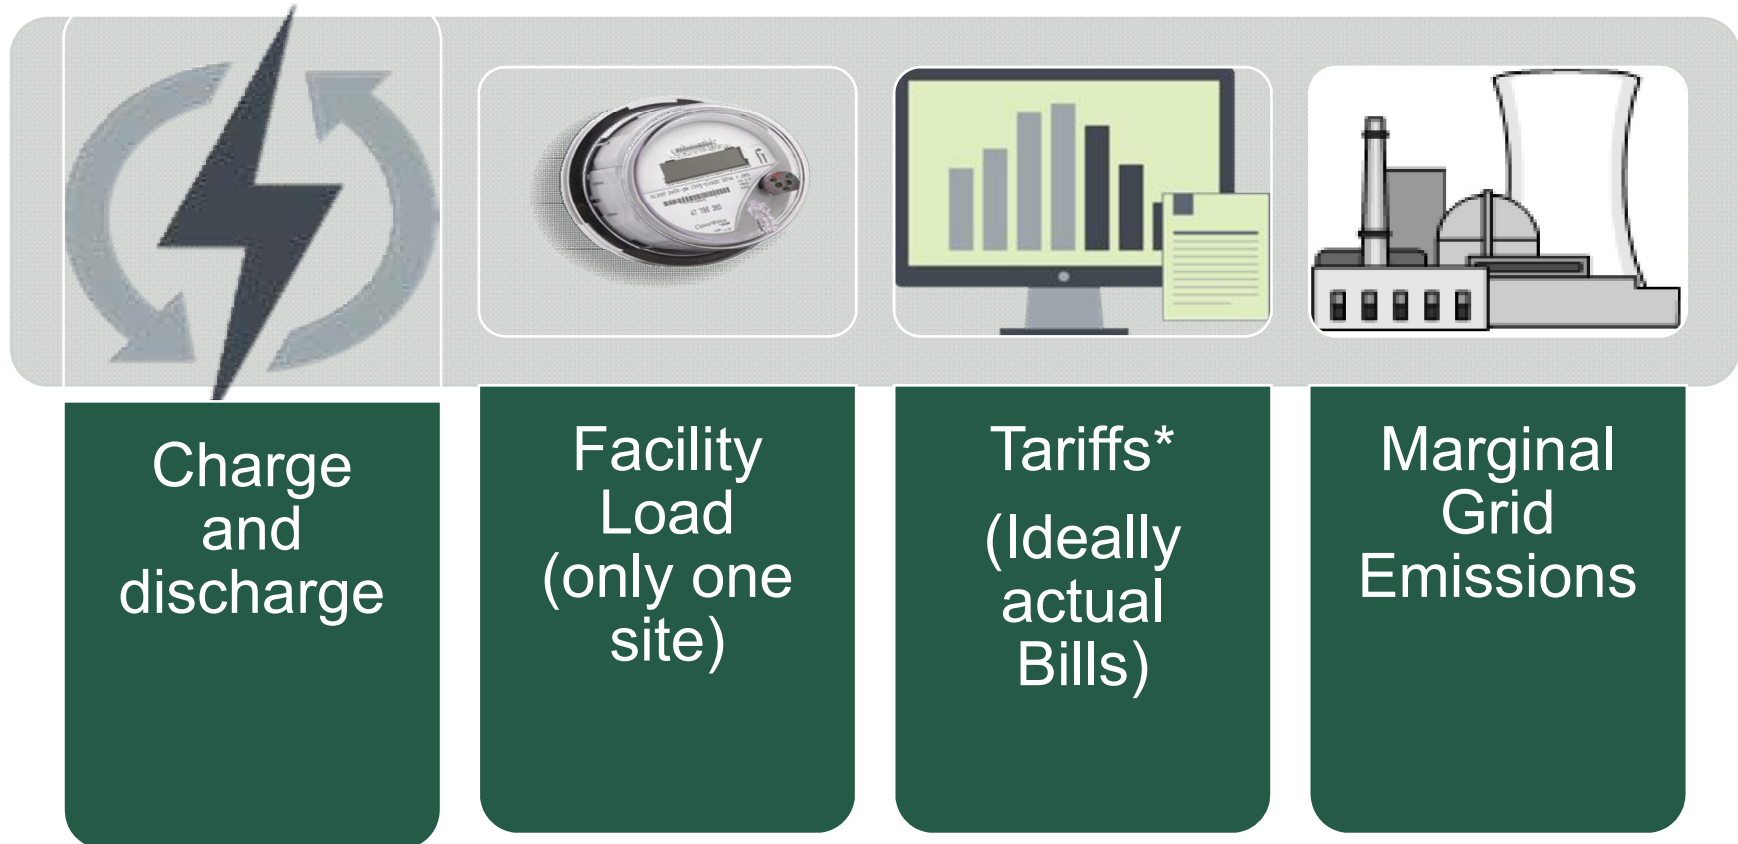 Charge
and
discharge
Facility
Load
(only one
site)
Tariffs*
(Ideally
actual
Bills)
Marginal
Grid
Emissions